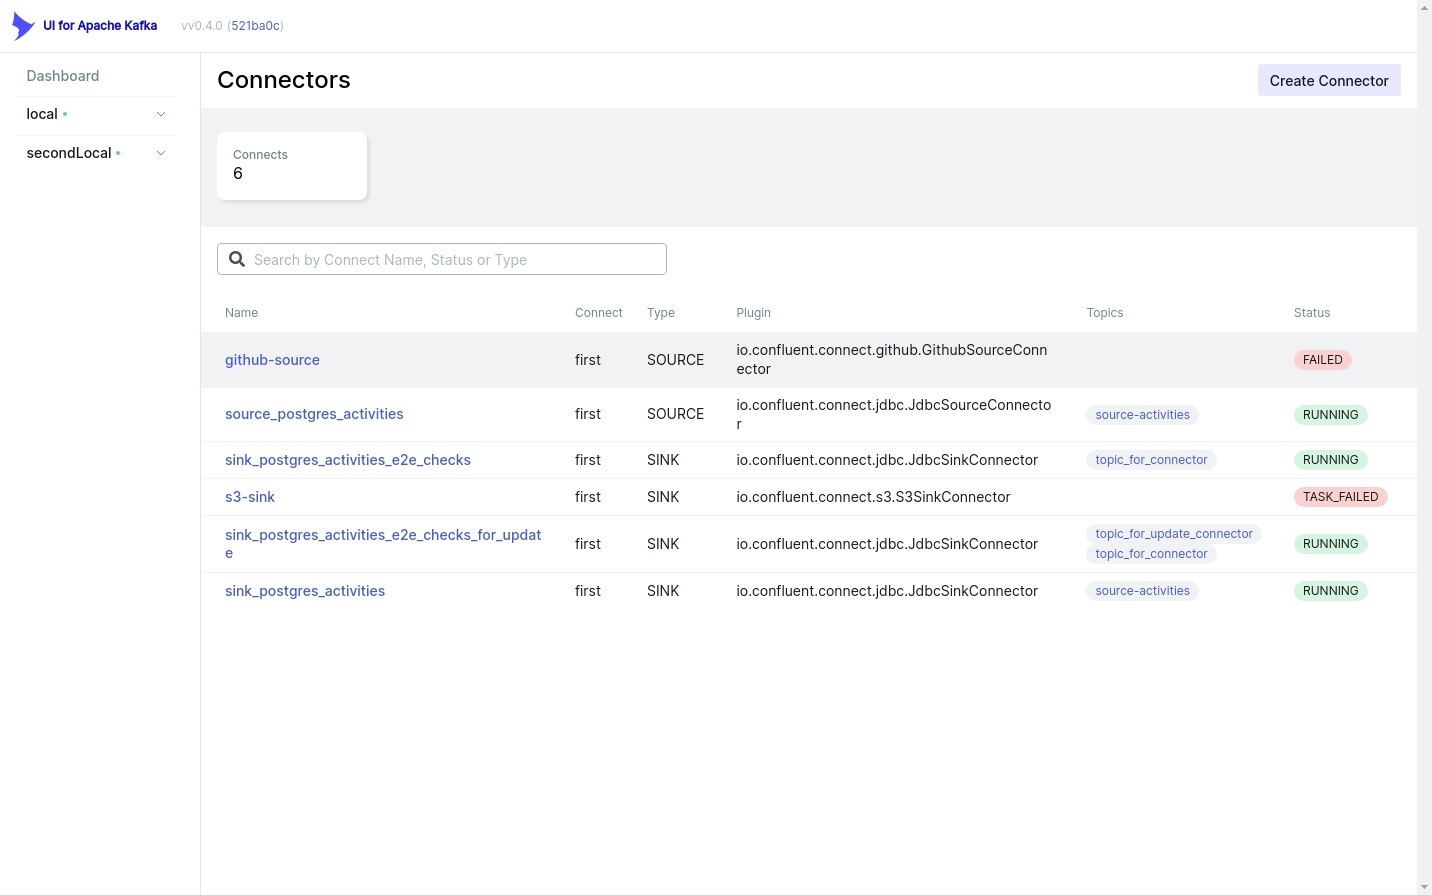 UI for Apache Kafka vv0.4.0 (521ba0c)
Dashboard
local
secondLocal
Connectors
Create Connector
Connects
6
Search by Connect Name, Status or Type
Name Connect Type Plugin Topics Status
github-source first SOURCE io.confluent.connect.github.GithubSourceConn
ector FAILED
source_postgres_activities first SOURCE io.confluent.connect.jdbc.JdbcSourceConnecto
r source-activities RUNNING
sink_postgres_activities_e2e_checks first SINK io.confluent.connect.jdbc.JdbcSinkConnector topic_for_connector RUNNING
s3-sink first SINK io.confluent.connect.s3.S3SinkConnector TASK_FAILED
sink_postgres_activities_e2e_checks_for_updat
e first SINK io.confluent.connect.jdbc.JdbcSinkConnector topic_for_update_connector
topic_for_connector RUNNING
sink_postgres_activities first SINK io.confluent.connect.jdbc.JdbcSinkConnector source-activities RUNNING